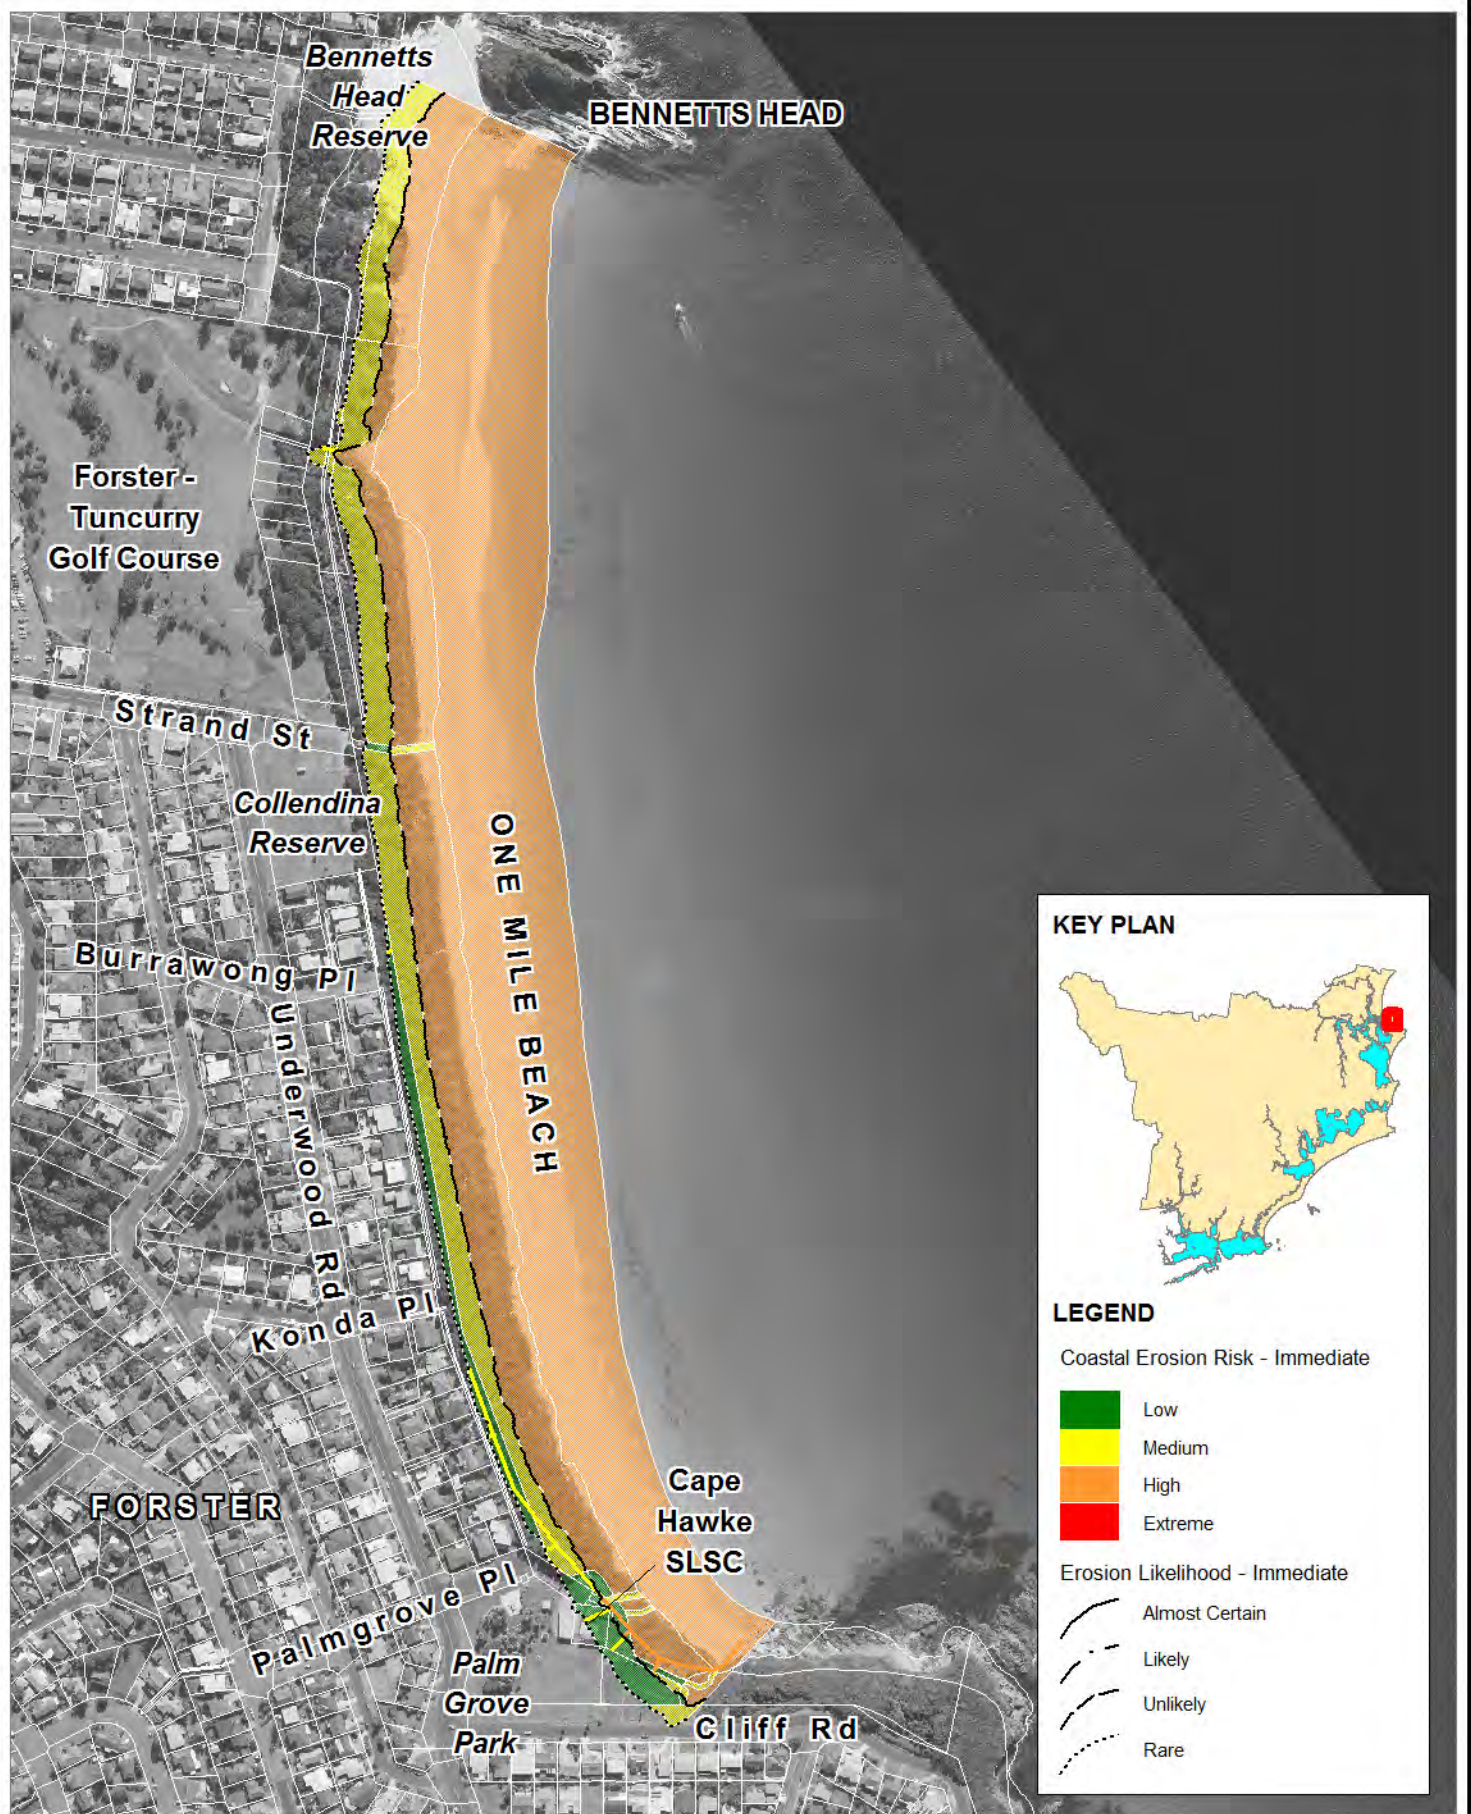 Bennetts
Head
Reserve
BENNETTS HEAD
Forster -
Tuncurry
Golf Course
Strand St
Collendina
Reserve
ONE MILE BEACH
Burrawong Pl
Underwood Rd
Konda Pl
FORSTER
Cape
Hawke
SLSC
Palmgrove Pl
Palm
Grove
Park
Cliff Rd
KEY PLAN
LEGEND
Coastal Erosion Risk - Immediate
Low
Medium
High
Extreme
Erosion Likelihood - Immediate
Almost Certain
Likely
Unlikely
Rare